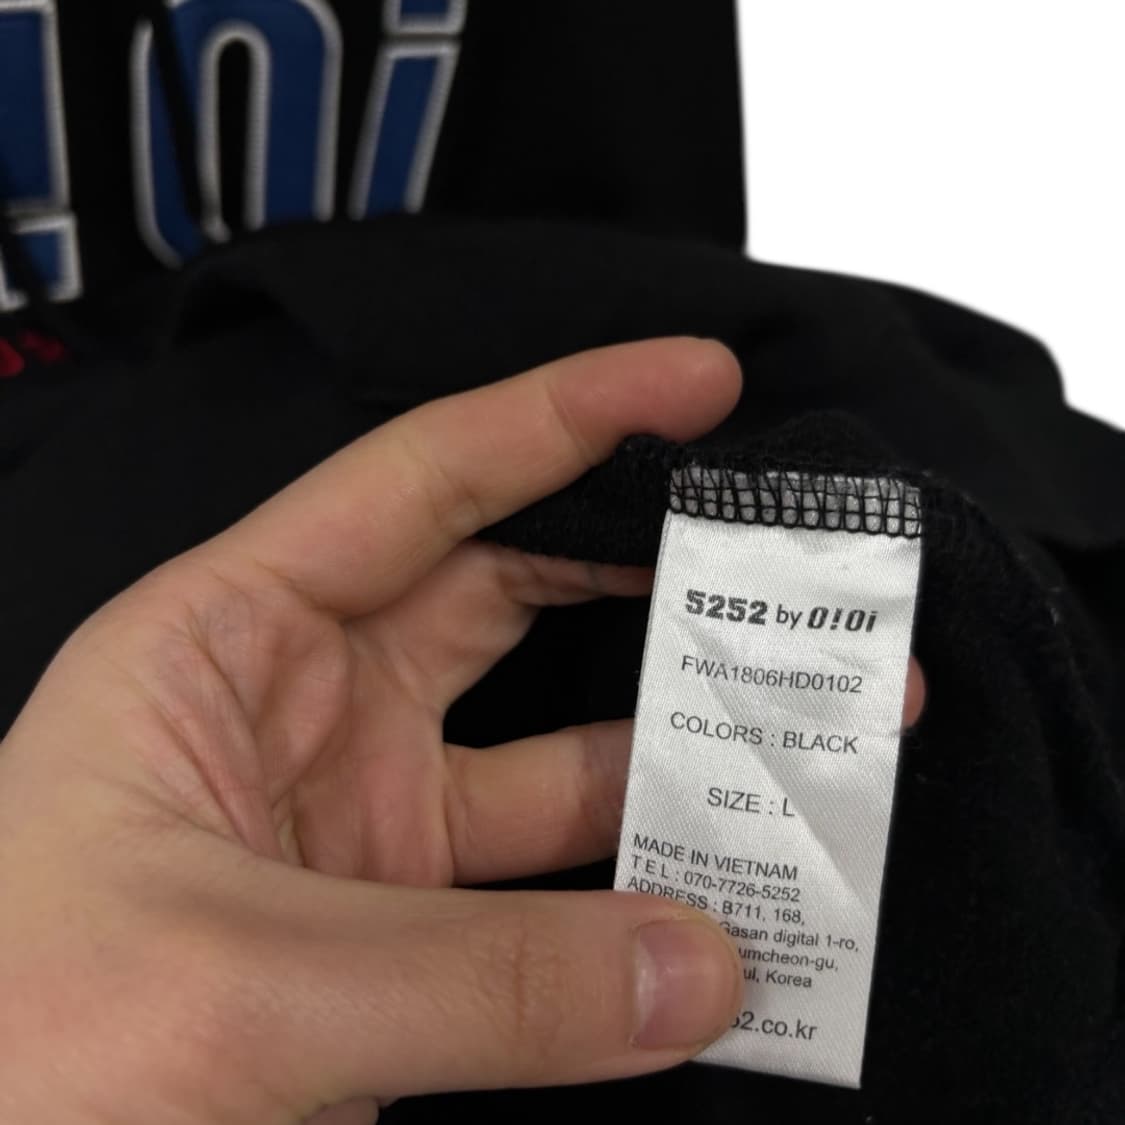 !Oi
5252 by O!Oi
FWA1806HD0102
COLORS : BLACK
SIZE : L
MADE IN VIETNAM
TEL : 070-7726-5252
ADDRESS : B711, 168,
Gasan digital 1-ro,
umcheon-gu,
ul, Korea
52.co.kr